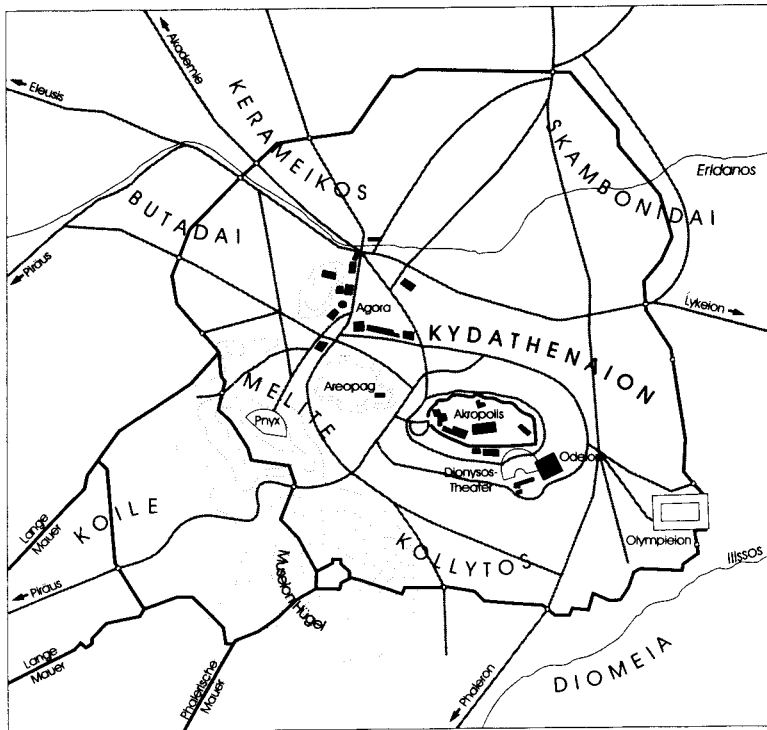 Akademie
Eleusis
KERAMEIKOS
SKAMBONIDAI
Eridanos
BUTADAI
Piräus
Lykeion
Agora
KYDATHENAION
MELITE
Areopag
Akropolis
Pnyx
Odeion
Dionysos-
Theater
KOILE
Lange
Mauer
Olympieion
KOLLYTOS
Ilissos
Museion Hügel
Piräus
Lange
Mauer
Phalerische
Mauer
Phaleron
DIOMEIA